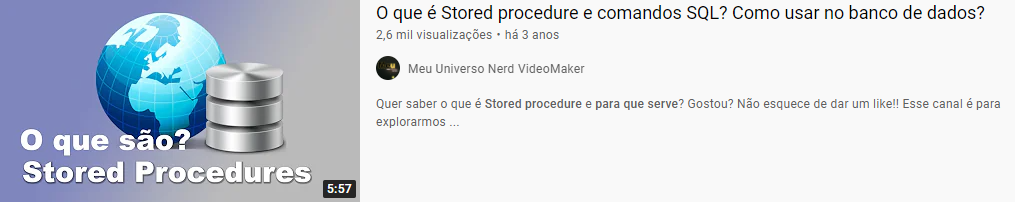 O que são?
Stored Procedures
5:57
O que é Stored procedure e comandos SQL? Como usar no banco de dados?
2,6 mil visualizações • há 3 anos
Meu Universo Nerd VideoMaker
Quer saber o que é Stored procedure e para que serve? Gostou? Não esquece de dar um like!! Esse canal é para
explorarmos ...